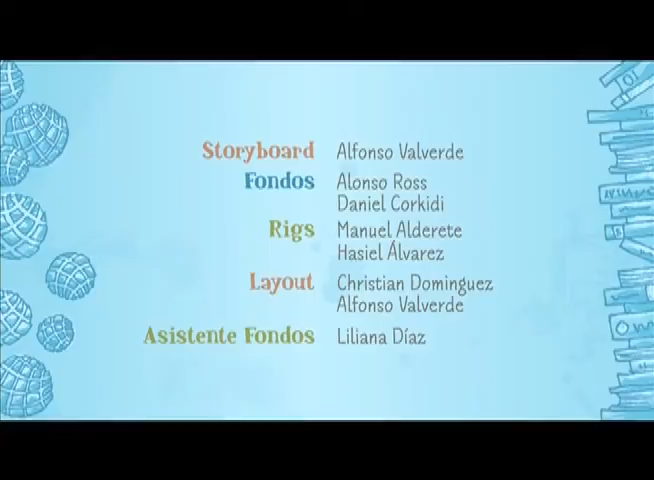 Storyboard Alfonso Valverde
Fondos Alonso Ross
Daniel Corkidi
Rigs Manuel Alderete
Hasiel Álvarez
Layout Christian Dominguez
Alfonso Valverde
Asistente Fondos Liliana Díaz